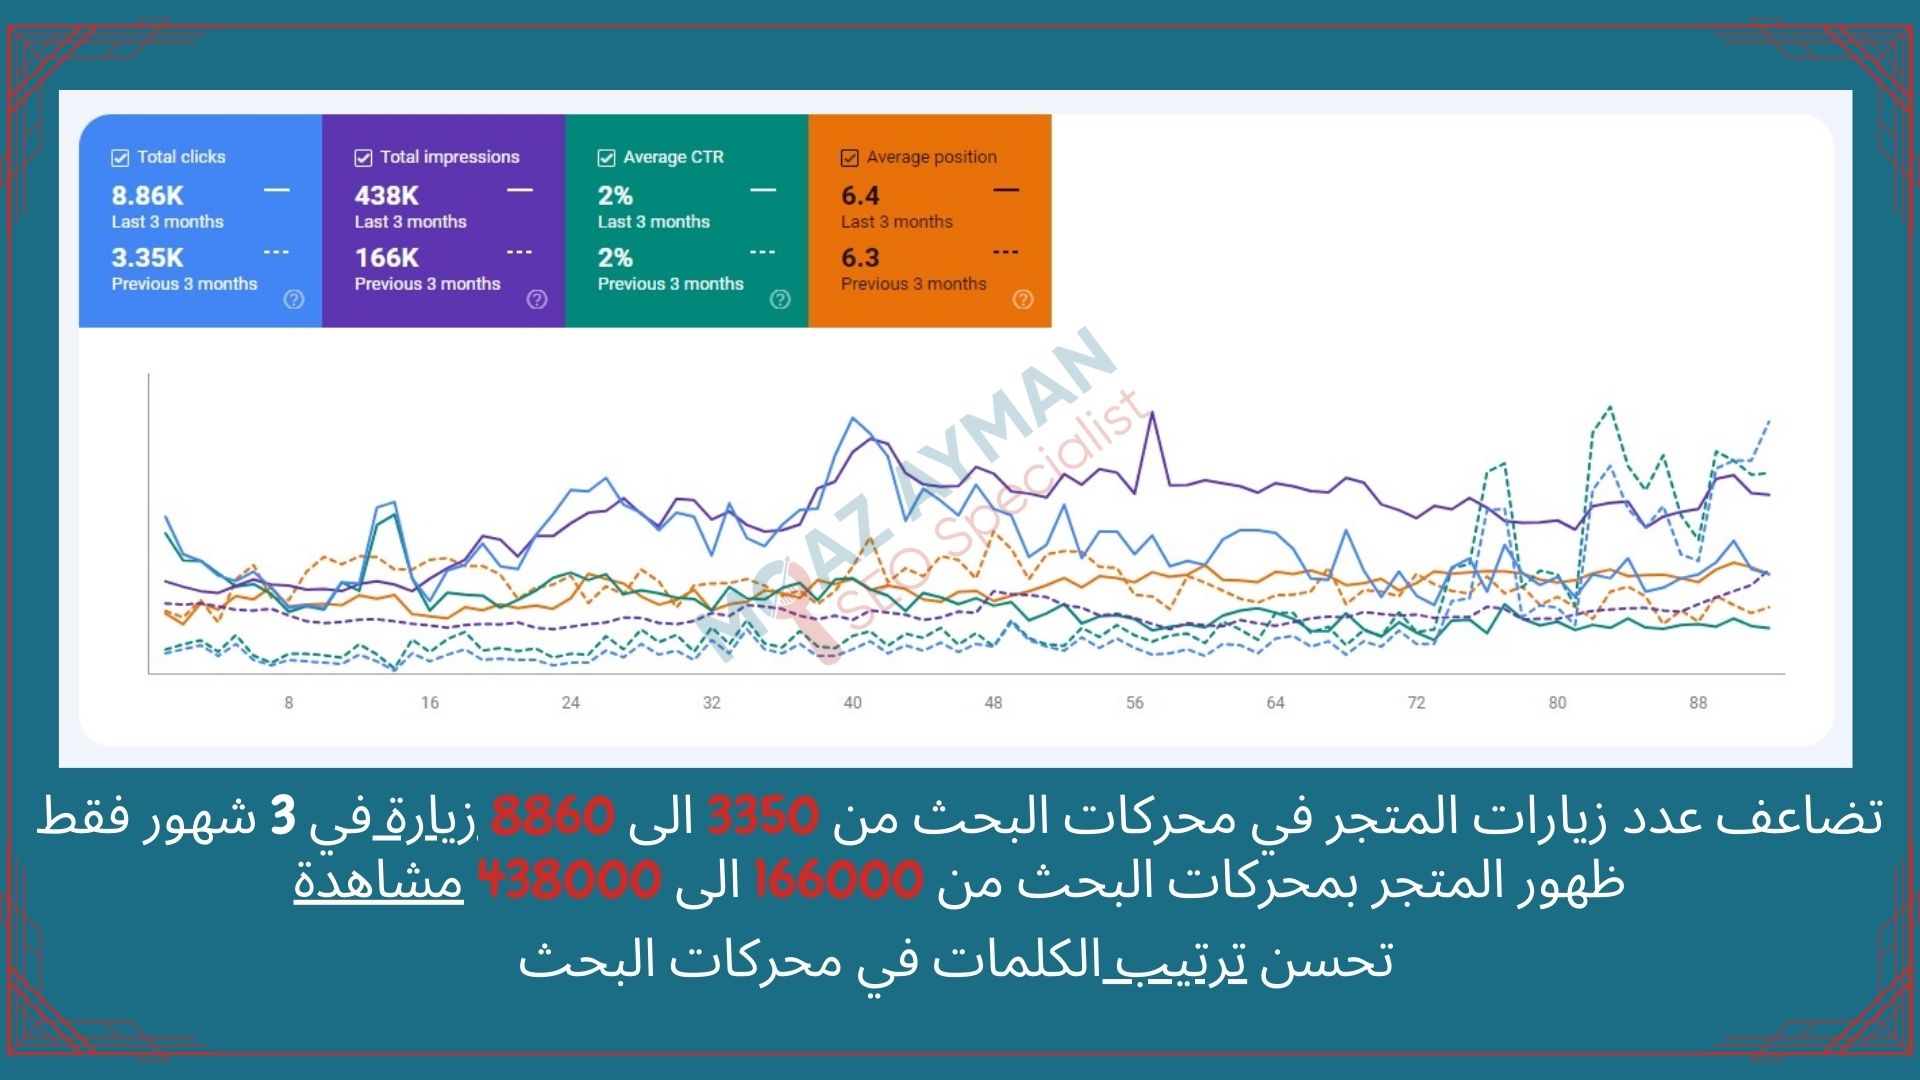 Total clicks
8.86K
Last 3 months
3.35K
Previous 3 months
Total impressions
438K
Last 3 months
166K
Previous 3 months
Average CTR
2%
Last 3 months
2%
Previous 3 months
Average position
6.4
Last 3 months
6.3
Previous 3 months
MOAZ AYMAN
SEO Specialist
8 16 24 32 40 48 56 64 72 80 88
تضاعف عدد زيارات المتجر في محركات البحث من 3350 الى 8860 زيارة في 3 شهور فقط
ظهور المتجر بمحركات البحث من 166000 الى 438000 مشاهدة
تحسن ترتيب الكلمات في محركات البحث